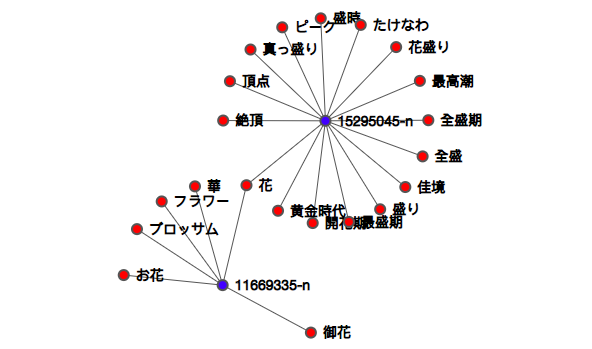 盛時
たけなわ
ピーク
花盛り
真っ盛り
頂点
最高潮
絶頂
15295045-n
全盛期
全盛
花
華
佳境
フラワー
黄金時代
盛り
開花期
最盛期
ブロッサム
お花
11669335-n
御花